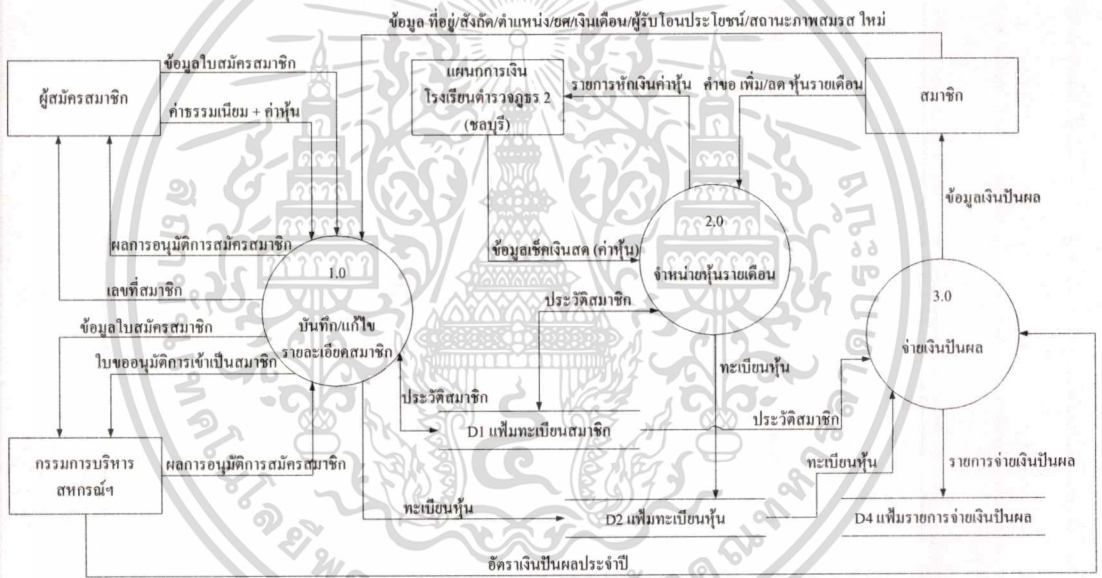 ข้อมูล ที่อยู่/สังกัด/ตำแหน่ง/ยศ/เงินเดือน/ผู้รับโอนประโยชน์/สถานะภาพสมรส ใหม่
ผู้สมัครสมาชิก
ข้อมูลใบสมัครสมาชิก
ค่าธรรมเนียม + ค่าหุ้น
แผนกการเงิน
โรงเรียนตำรวจภูธร 2
(ชลบุรี)
รายการหักเงินค่าหุ้น
คำขอ เพิ่ม/ลด หุ้นรายเดือน
สมาชิก
ข้อมูลเงินปันผล
ผลการอนุมัติการสมัครสมาชิก
เลขที่สมาชิก
1.0
บันทึก/แก้ไข
รายละเอียดสมาชิก
ข้อมูลเช็คเงินสด (ค่าหุ้น)
2.0
จำหน่ายหุ้นรายเดือน
ประวัติสมาชิก
3.0
จ่ายเงินปันผล
ข้อมูลใบสมัครสมาชิก
ใบขออนุมัติการเข้าเป็นสมาชิก
ทะเบียนหุ้น
ประวัติสมาชิก
D1 แฟ้มทะเบียนสมาชิก
ประวัติสมาชิก
กรรมการบริหาร
สหกรณ์ฯ
ผลการอนุมัติการสมัครสมาชิก
ทะเบียนหุ้น
รายการจ่ายเงินปันผล
ทะเบียนหุ้น
D2 แฟ้มทะเบียนหุ้น
D4 แฟ้มรายการจ่ายเงินปันผล
อัตราเงินปันผลประจำปี